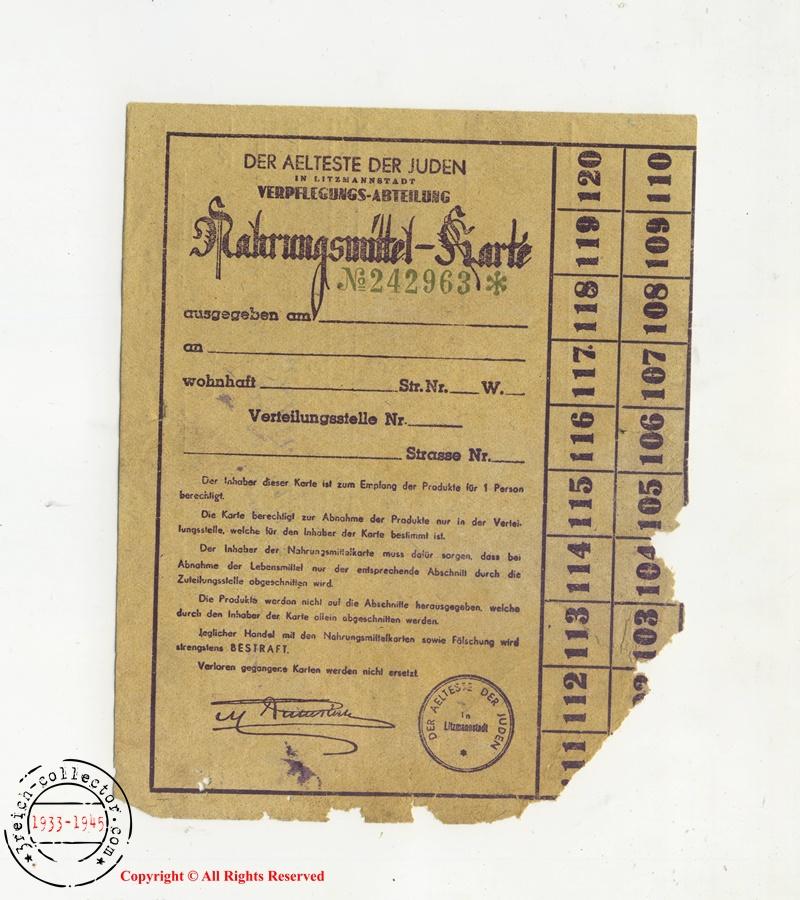 DER AELTESTE DER JUDEN
IN LITZMANNSTADT
VERPFLEGUNGS-ABTEILUNG
Nahrungsmittel-Karte
№ 242963 *
ausgegeben am
an
wohnhaft Str. Nr. W.
Verteilungsstelle Nr.
Strasse Nr.
Der Inhaber dieser Karte ist zum Empfang der Produkte für 1 Person
berechtigt.
Die Karte berechtigt zur Abnahme der Produkte nur in der Vertei-
lungsstelle, welche für den Inhaber der Karte bestimmt ist.
Der Inhaber der Nahrungsmittelkarte muss dafür sorgen, dass bei
Abnahme der Lebensmittel nur der entsprechende Abschnitt durch die
Zuteilungsstelle abgeschnitten wird.
Die Produkte werden nicht auf die Abschnitte herausgegeben, welche
durch den Inhaber der Karte allein abgeschnitten werden.
Jeglicher Handel mit den Nahrungsmittelkarten sowie Fälschung wird
strengstens BESTRAFT.
Verloren gegangene Karten werden nicht ersetzt
DER AELTESTE DER JUDEN
in
Litzmannstadt
120 110
119 109
118 108
117 107
116 106
115 105
114 104
113 103
112
3reich-collector.com
1933-1945
Copyright © All Rights Reserved